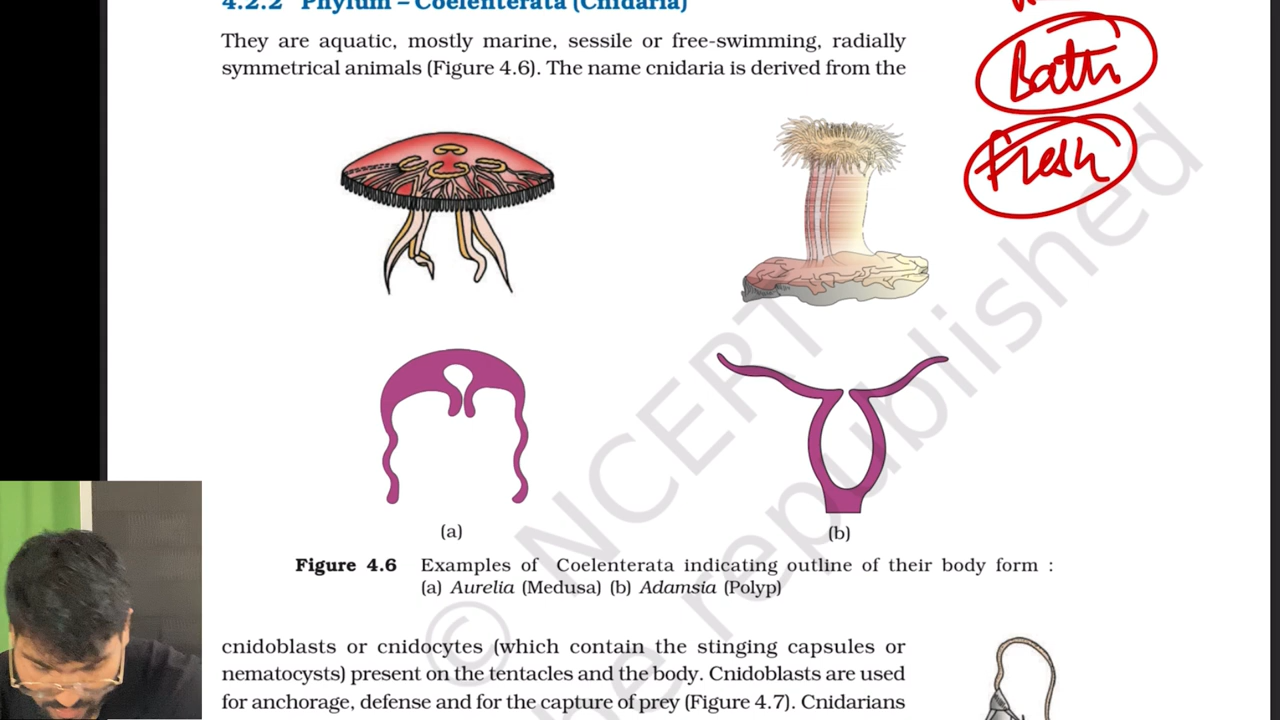 4.2.2 Phylum – Coelenterata (Cnidaria)
They are aquatic, mostly marine, sessile or free-swimming, radially
symmetrical animals (Figure 4.6). The name cnidaria is derived from the
Bath
Fresh
(a)
(b)
Figure 4.6 Examples of Coelenterata indicating outline of their body form :
(a) Aurelia (Medusa) (b) Adamsia (Polyp)
cnidoblasts or cnidocytes (which contain the stinging capsules or
nematocysts) present on the tentacles and the body. Cnidoblasts are used
for anchorage, defense and for the capture of prey (Figure 4.7). Cnidarians
© NCERT
be republished